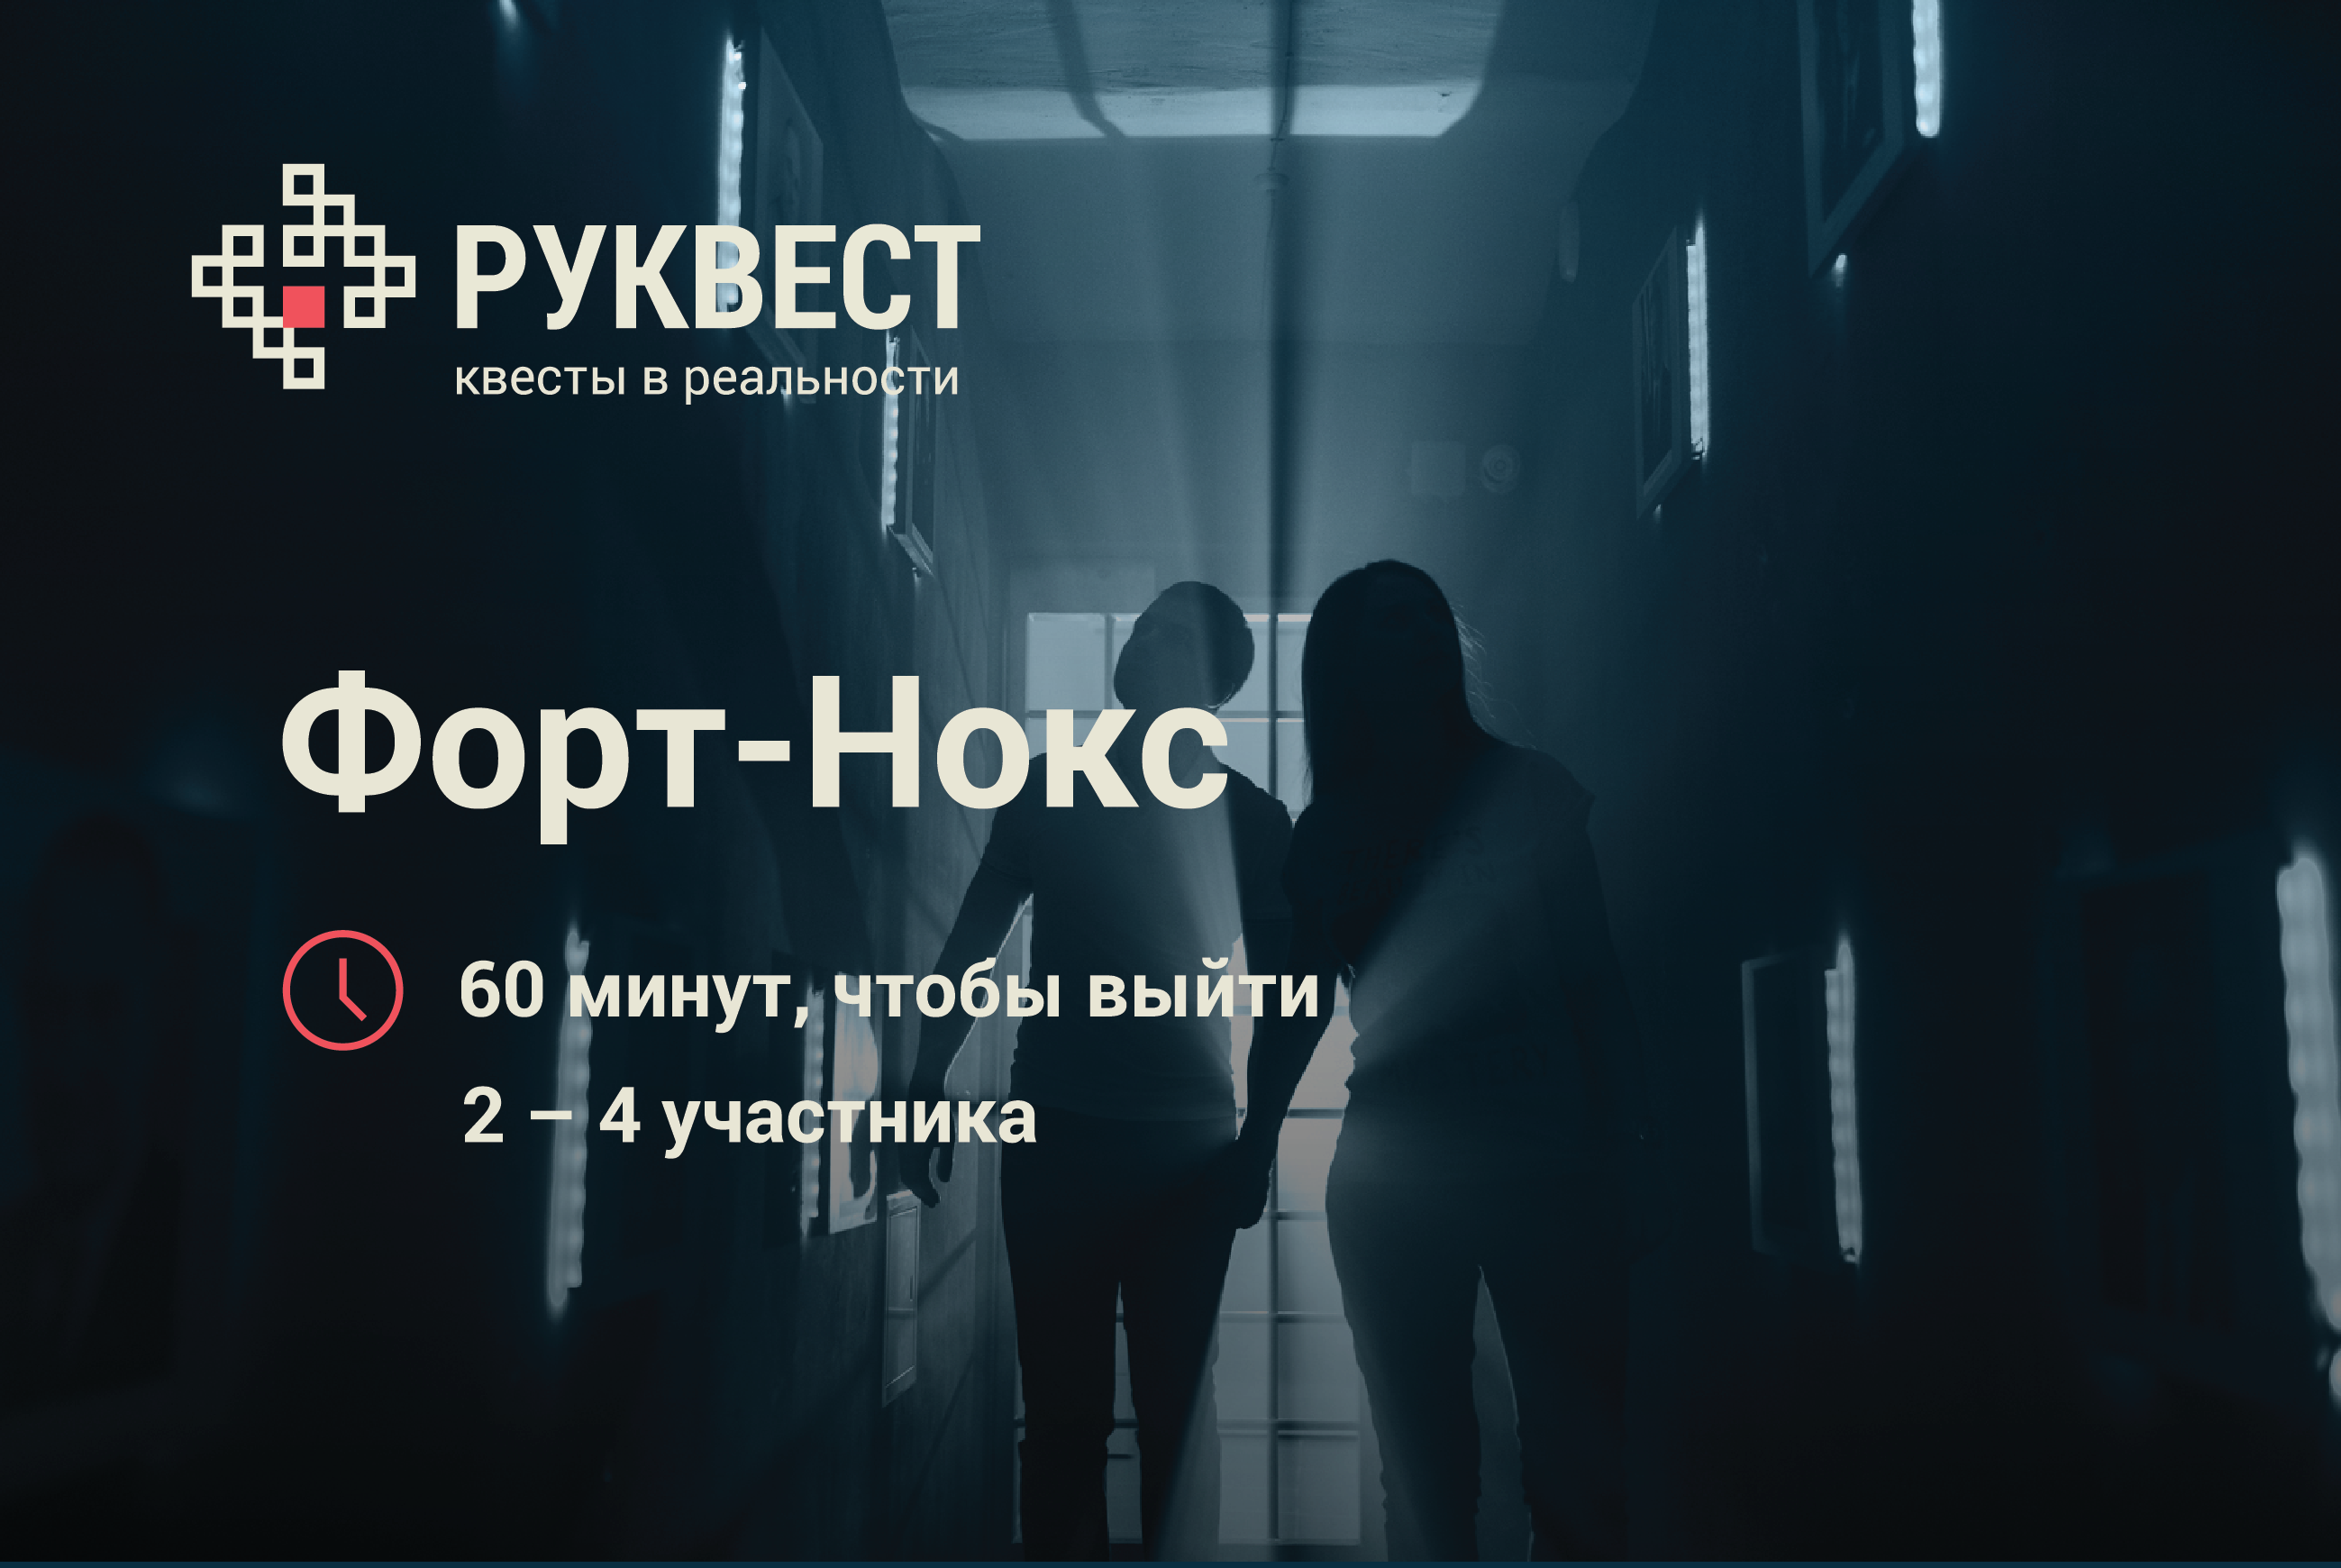 РУКВЕСТ
квесты в реальности
Форт-Нокс
60 минут, чтобы выйти
2 – 4 участника